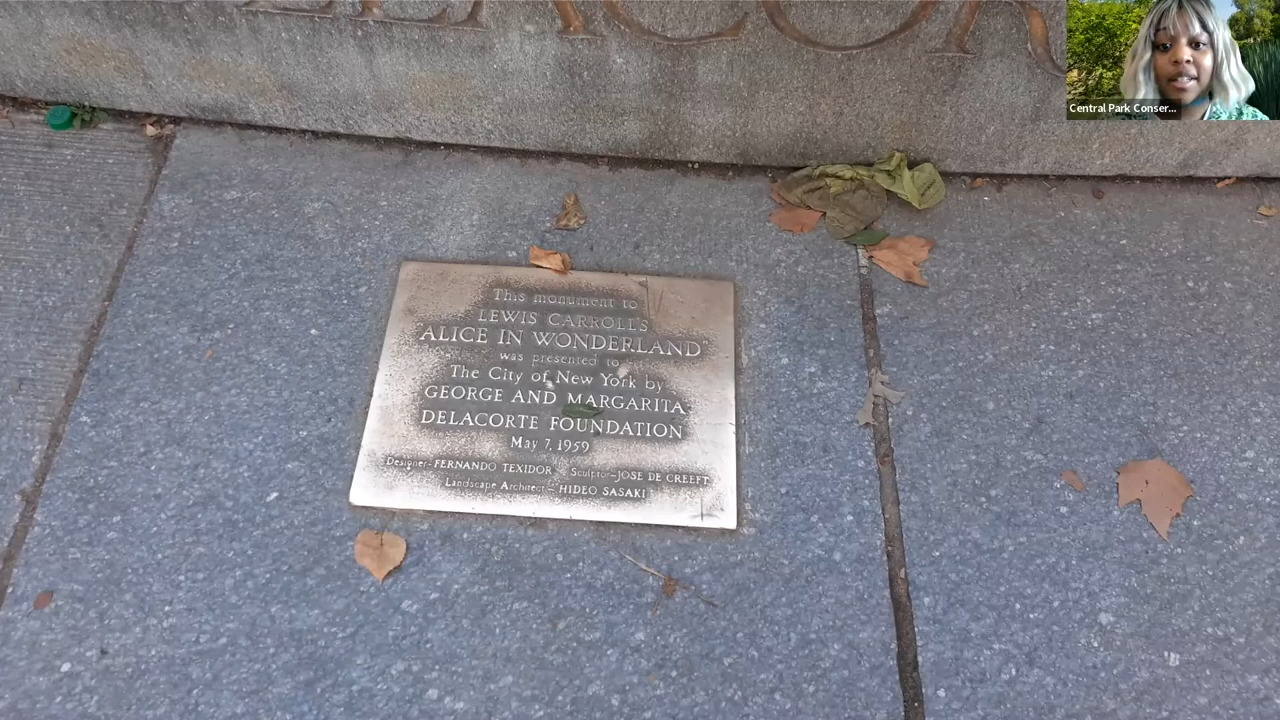 This monument to
LEWIS CARROLL'S
"ALICE IN WONDERLAND"
was presented to
The City of New York by
GEORGE AND MARGARITA
DELACORTE FOUNDATION
May 7, 1959
Designer-FERNANDO TEXIDOR Sculptor-JOSE DE CREEFT
Landscape Architect- HIDEO SASAKI
Central Park Conser...